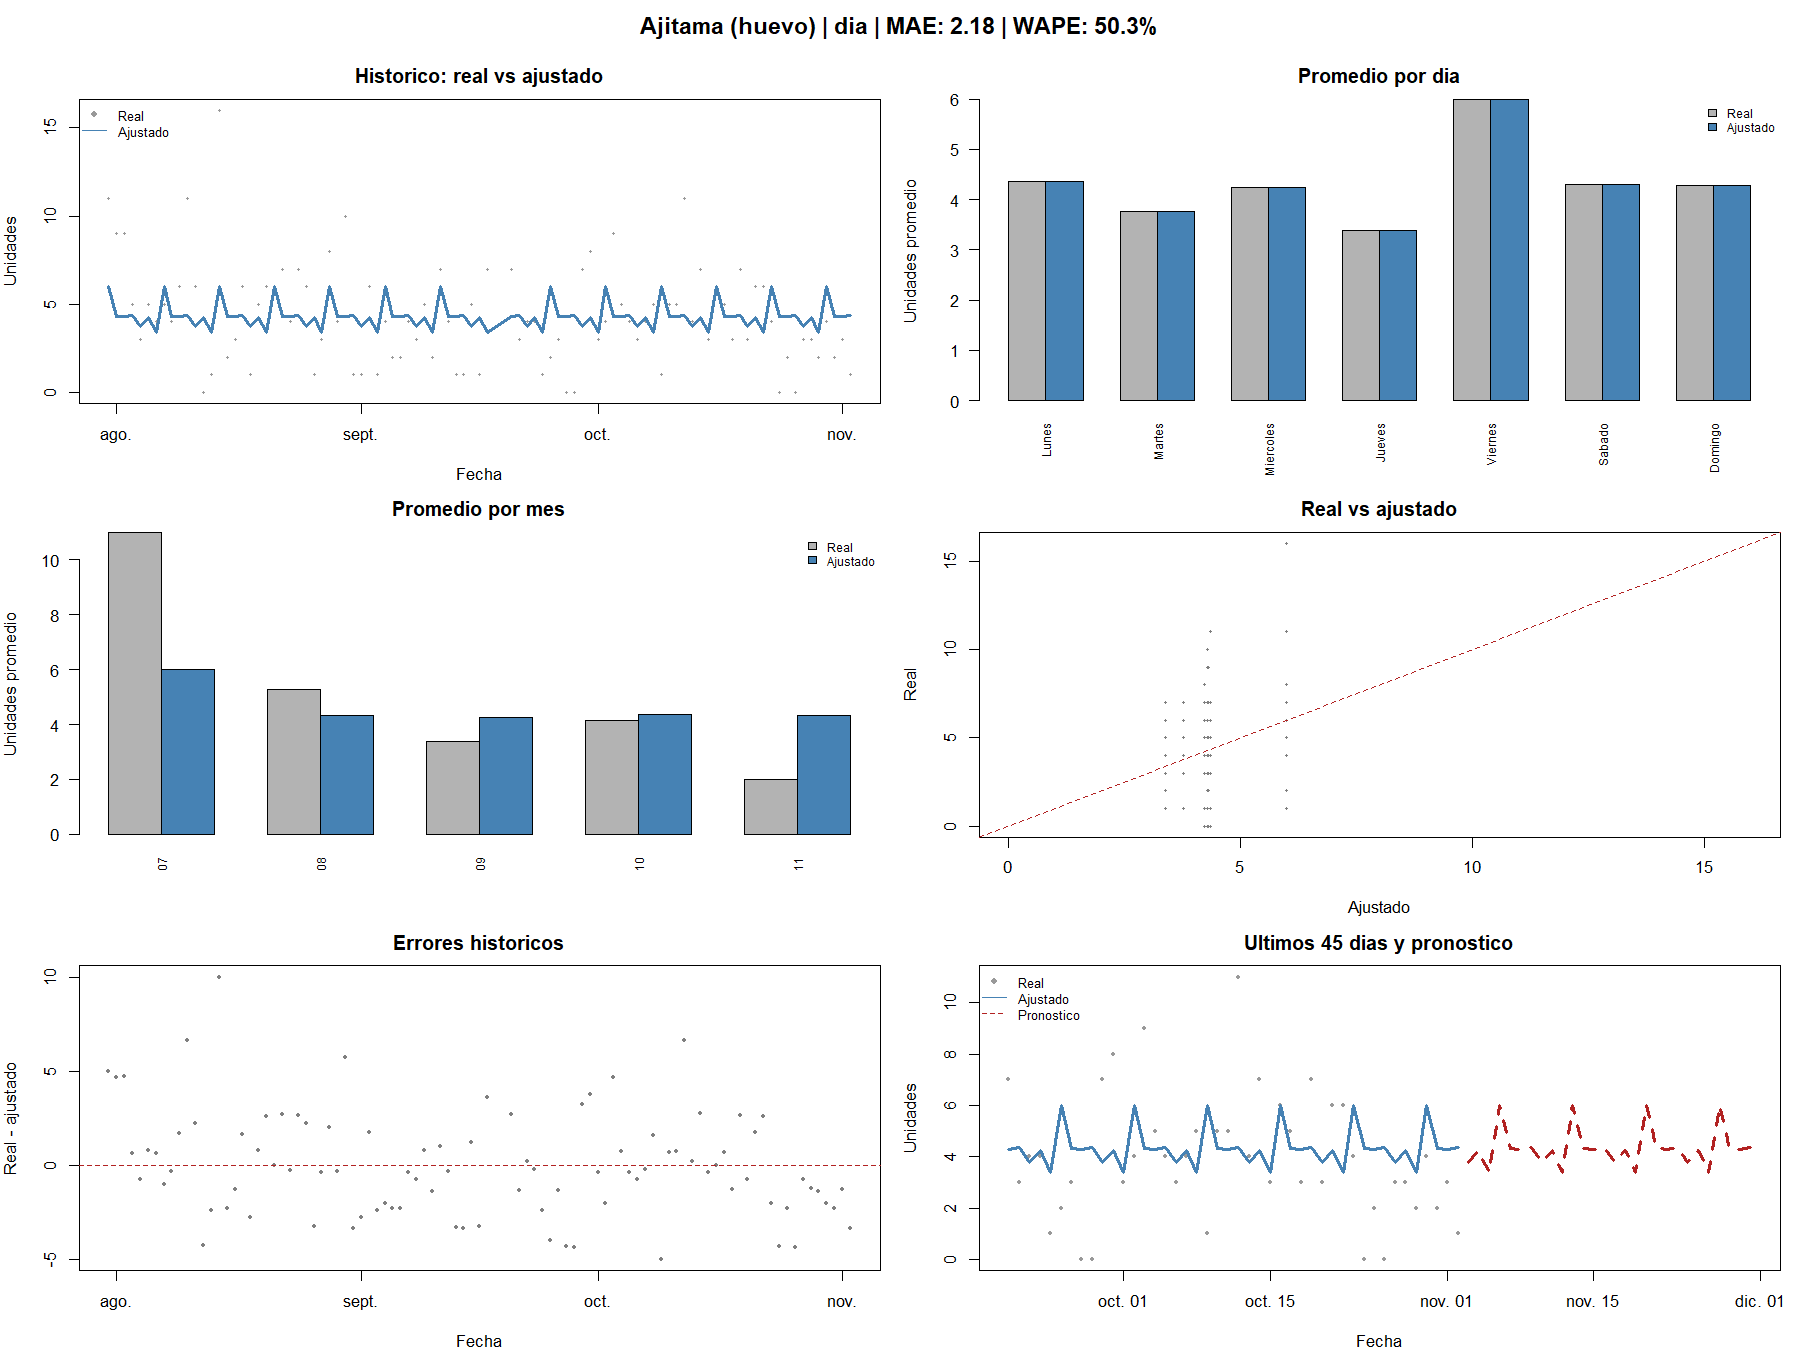 Ajitama (huevo) | dia | MAE: 2.18 | WAPE: 50.3%
Historico: real vs ajustado
Real
Ajustado
Unidades
0
5
10
15
ago.
sept.
oct.
nov.
Fecha
Promedio por dia
Real
Ajustado
Unidades promedio
0
1
2
3
4
5
6
Lunes
Martes
Miercoles
Jueves
Viernes
Sabado
Domingo
Promedio por mes
Real
Ajustado
Unidades promedio
0
2
4
6
8
10
07
08
09
10
11
Real vs ajustado
Real
0
5
10
15
0
5
10
15
Ajustado
Errores historicos
Real - ajustado
-5
0
5
10
ago.
sept.
oct.
nov.
Fecha
Ultimos 45 dias y pronostico
Real
Ajustado
Pronostico
Unidades
0
2
4
6
8
10
oct. 01
oct. 15
nov. 01
nov. 15
dic. 01
Fecha